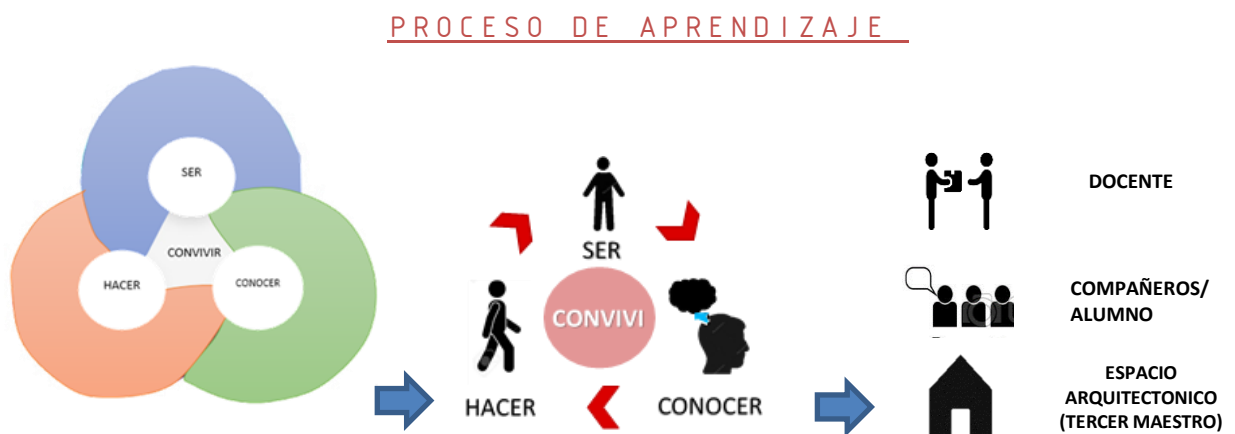 PROCESO DE APRENDIZAJE
SER
CONVIVIR
HACER
CONOCER
SER
CONVIVI
HACER
CONOCER
DOCENTE
COMPAÑEROS/
ALUMNO
ESPACIO
ARQUITECTONICO
(TERCER MAESTRO)